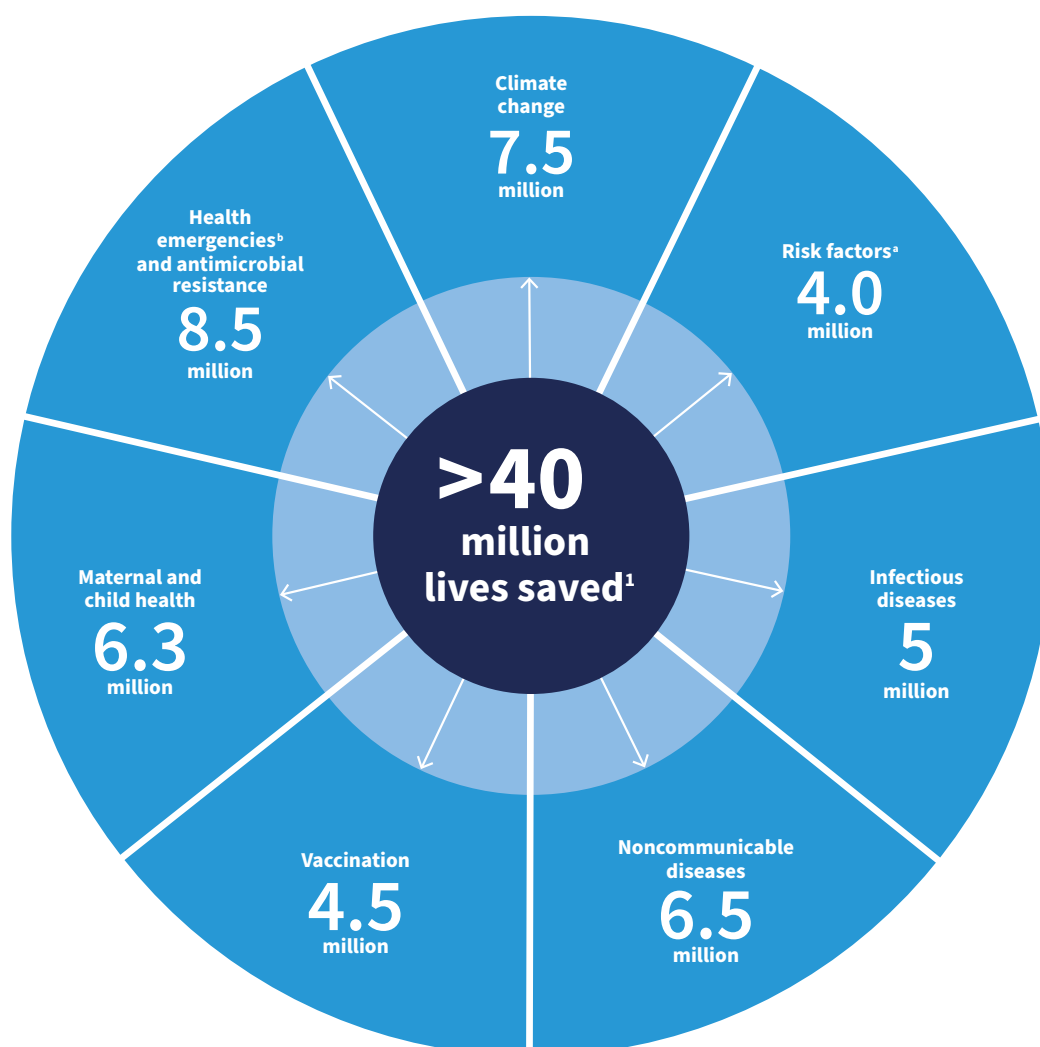 Climate
change
7.5
million
Risk factorsᵃ
4.0
million
Infectious
diseases
5
million
Noncommunicable
diseases
6.5
million
Vaccination
4.5
million
Maternal and
child health
6.3
million
Health
emergenciesᵇ
and antimicrobial
resistance
8.5
million
>40
million
lives saved¹